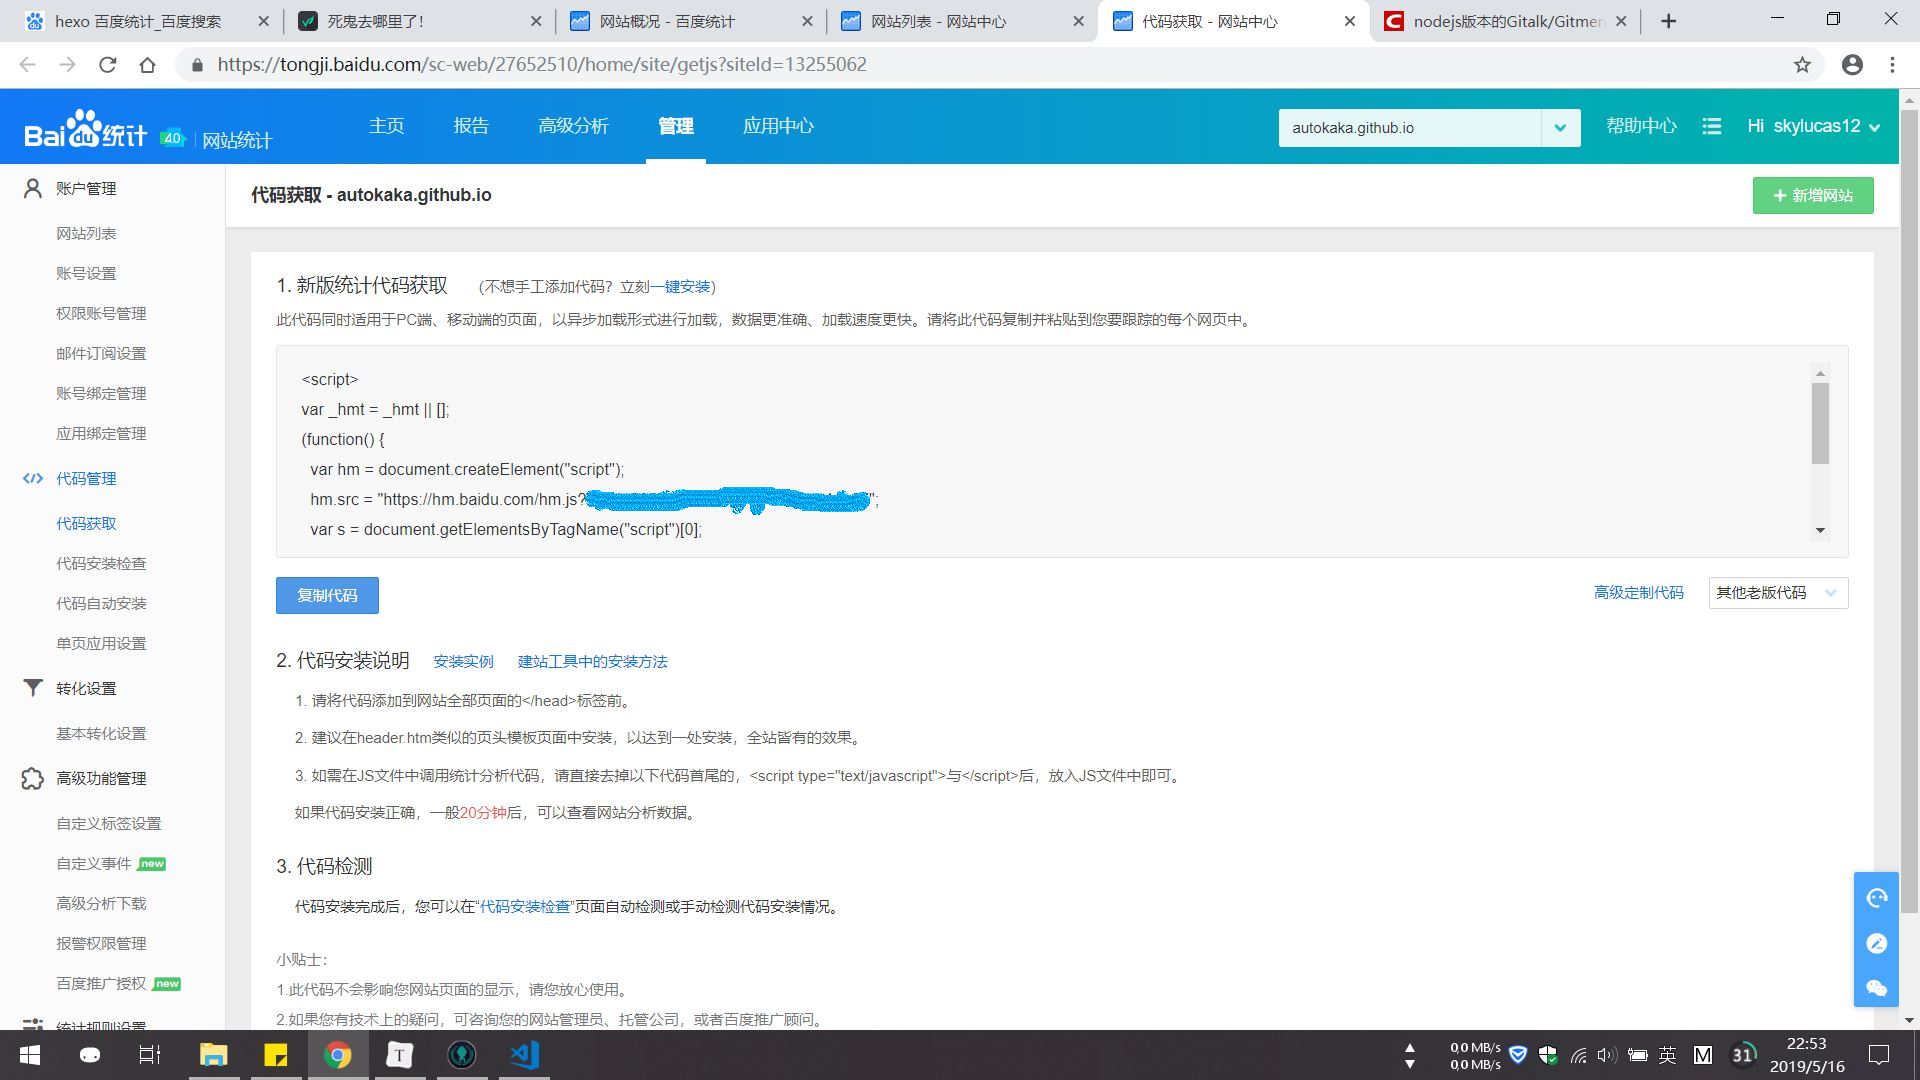 hexo 百度统计_百度搜索
死鬼去哪里了!
网站概况 - 百度统计
网站列表 - 网站中心
代码获取 - 网站中心
nodejs版本的Gitalk/Gitmen
https://tongji.baidu.com/sc-web/27652510/home/site/getjs?siteId=13255062
Bai du 统计 4.0 网站统计
主页
报告
高级分析
管理
应用中心
autokaka.github.io
帮助中心
Hi skylucas12
账户管理
网站列表
账号设置
权限账号管理
邮件订阅设置
账号绑定管理
应用绑定管理
代码管理
代码获取
代码安装检查
代码自动安装
单页应用设置
转化设置
基本转化设置
高级功能管理
自定义标签设置
自定义事件 new
高级分析下载
报警权限管理
百度推广授权 new
统计规则设置
代码获取 - autokaka.github.io
+ 新增网站
1. 新版统计代码获取 (不想手工添加代码？立刻一键安装)
此代码同时适用于PC端、移动端的页面，以异步加载形式进行加载，数据更准确、加载速度更快。请将此代码复制并粘贴到您要跟踪的每个网页中。
<script>
var _hmt = _hmt || [];
(function() {
var hm = document.createElement("script");
hm.src = "https://hm.baidu.com/hm.js?";
var s = document.getElementsByTagName("script")[0];
复制代码
高级定制代码
其他老版代码
2. 代码安装说明 安装实例 建站工具中的安装方法
1. 请将代码添加到网站全部页面的</head>标签前。
2. 建议在header.htm类似的页头模板页面中安装，以达到一处安装，全站皆有的效果。
3. 如需在JS文件中调用统计分析代码，请直接去掉以下代码首尾的，<script type="text/javascript">与</script>后，放入JS文件中即可。
如果代码安装正确，一般20分钟后，可以查看网站分析数据。
3. 代码检测
代码安装完成后，您可以在“代码安装检查”页面自动检测或手动检测代码安装情况。
小贴士：
1.此代码不会影响您网站页面的显示，请您放心使用。
2.如果您有技术上的疑问，可咨询您的网站管理员、托管公司，或者百度推广顾问。
T
0,0 MB/s
0,0 MB/s
英
M
31
22:53
2019/5/16